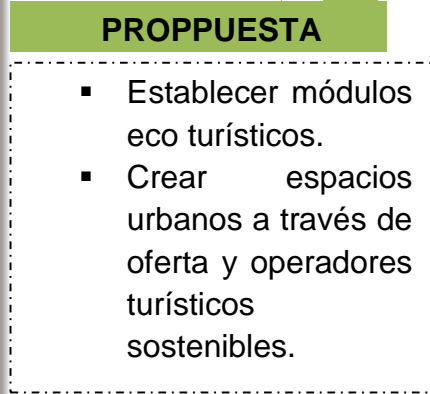 PROPPUESTA
▪ Establecer módulos
eco turísticos.
▪ Crear espacios
urbanos a través de
oferta y operadores
turísticos
sostenibles.